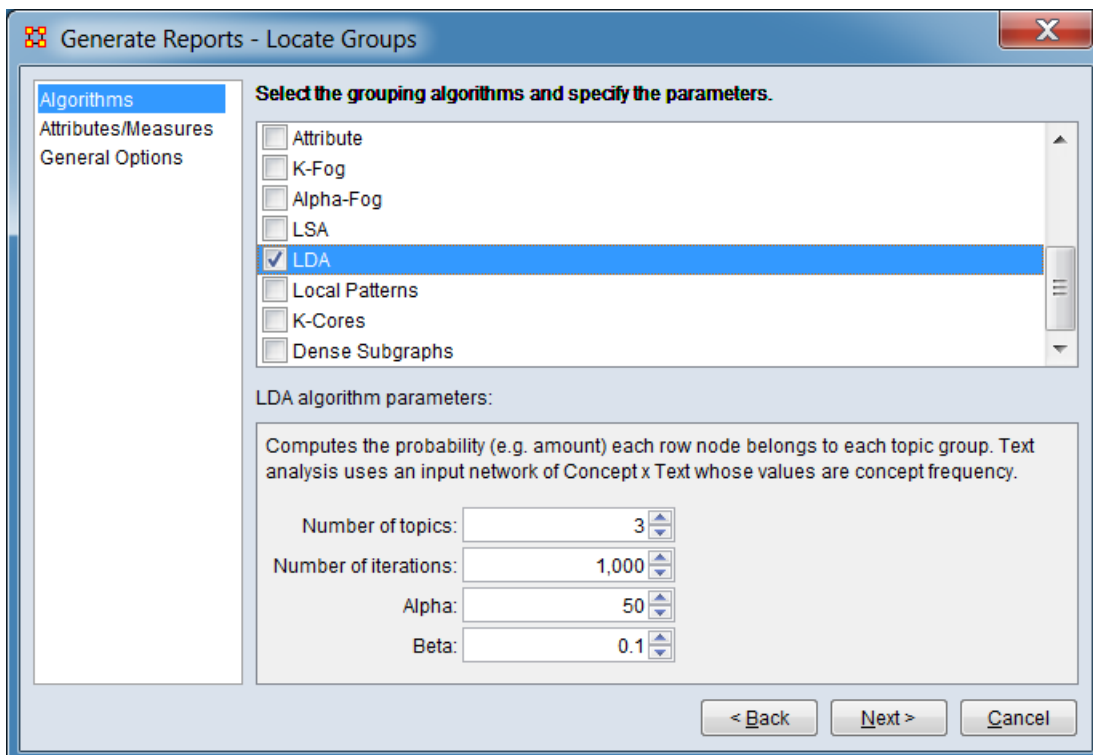 Generate Reports - Locate Groups
X
Algorithms
Attributes/Measures
General Options
Select the grouping algorithms and specify the parameters.
Attribute
K-Fog
Alpha-Fog
LSA
LDA
Local Patterns
K-Cores
Dense Subgraphs
LDA algorithm parameters:
Computes the probability (e.g. amount) each row node belongs to each topic group. Text
analysis uses an input network of Concept x Text whose values are concept frequency.
Number of topics: 3
Number of iterations: 1,000
Alpha: 50
Beta: 0.1
< Back Next > Cancel